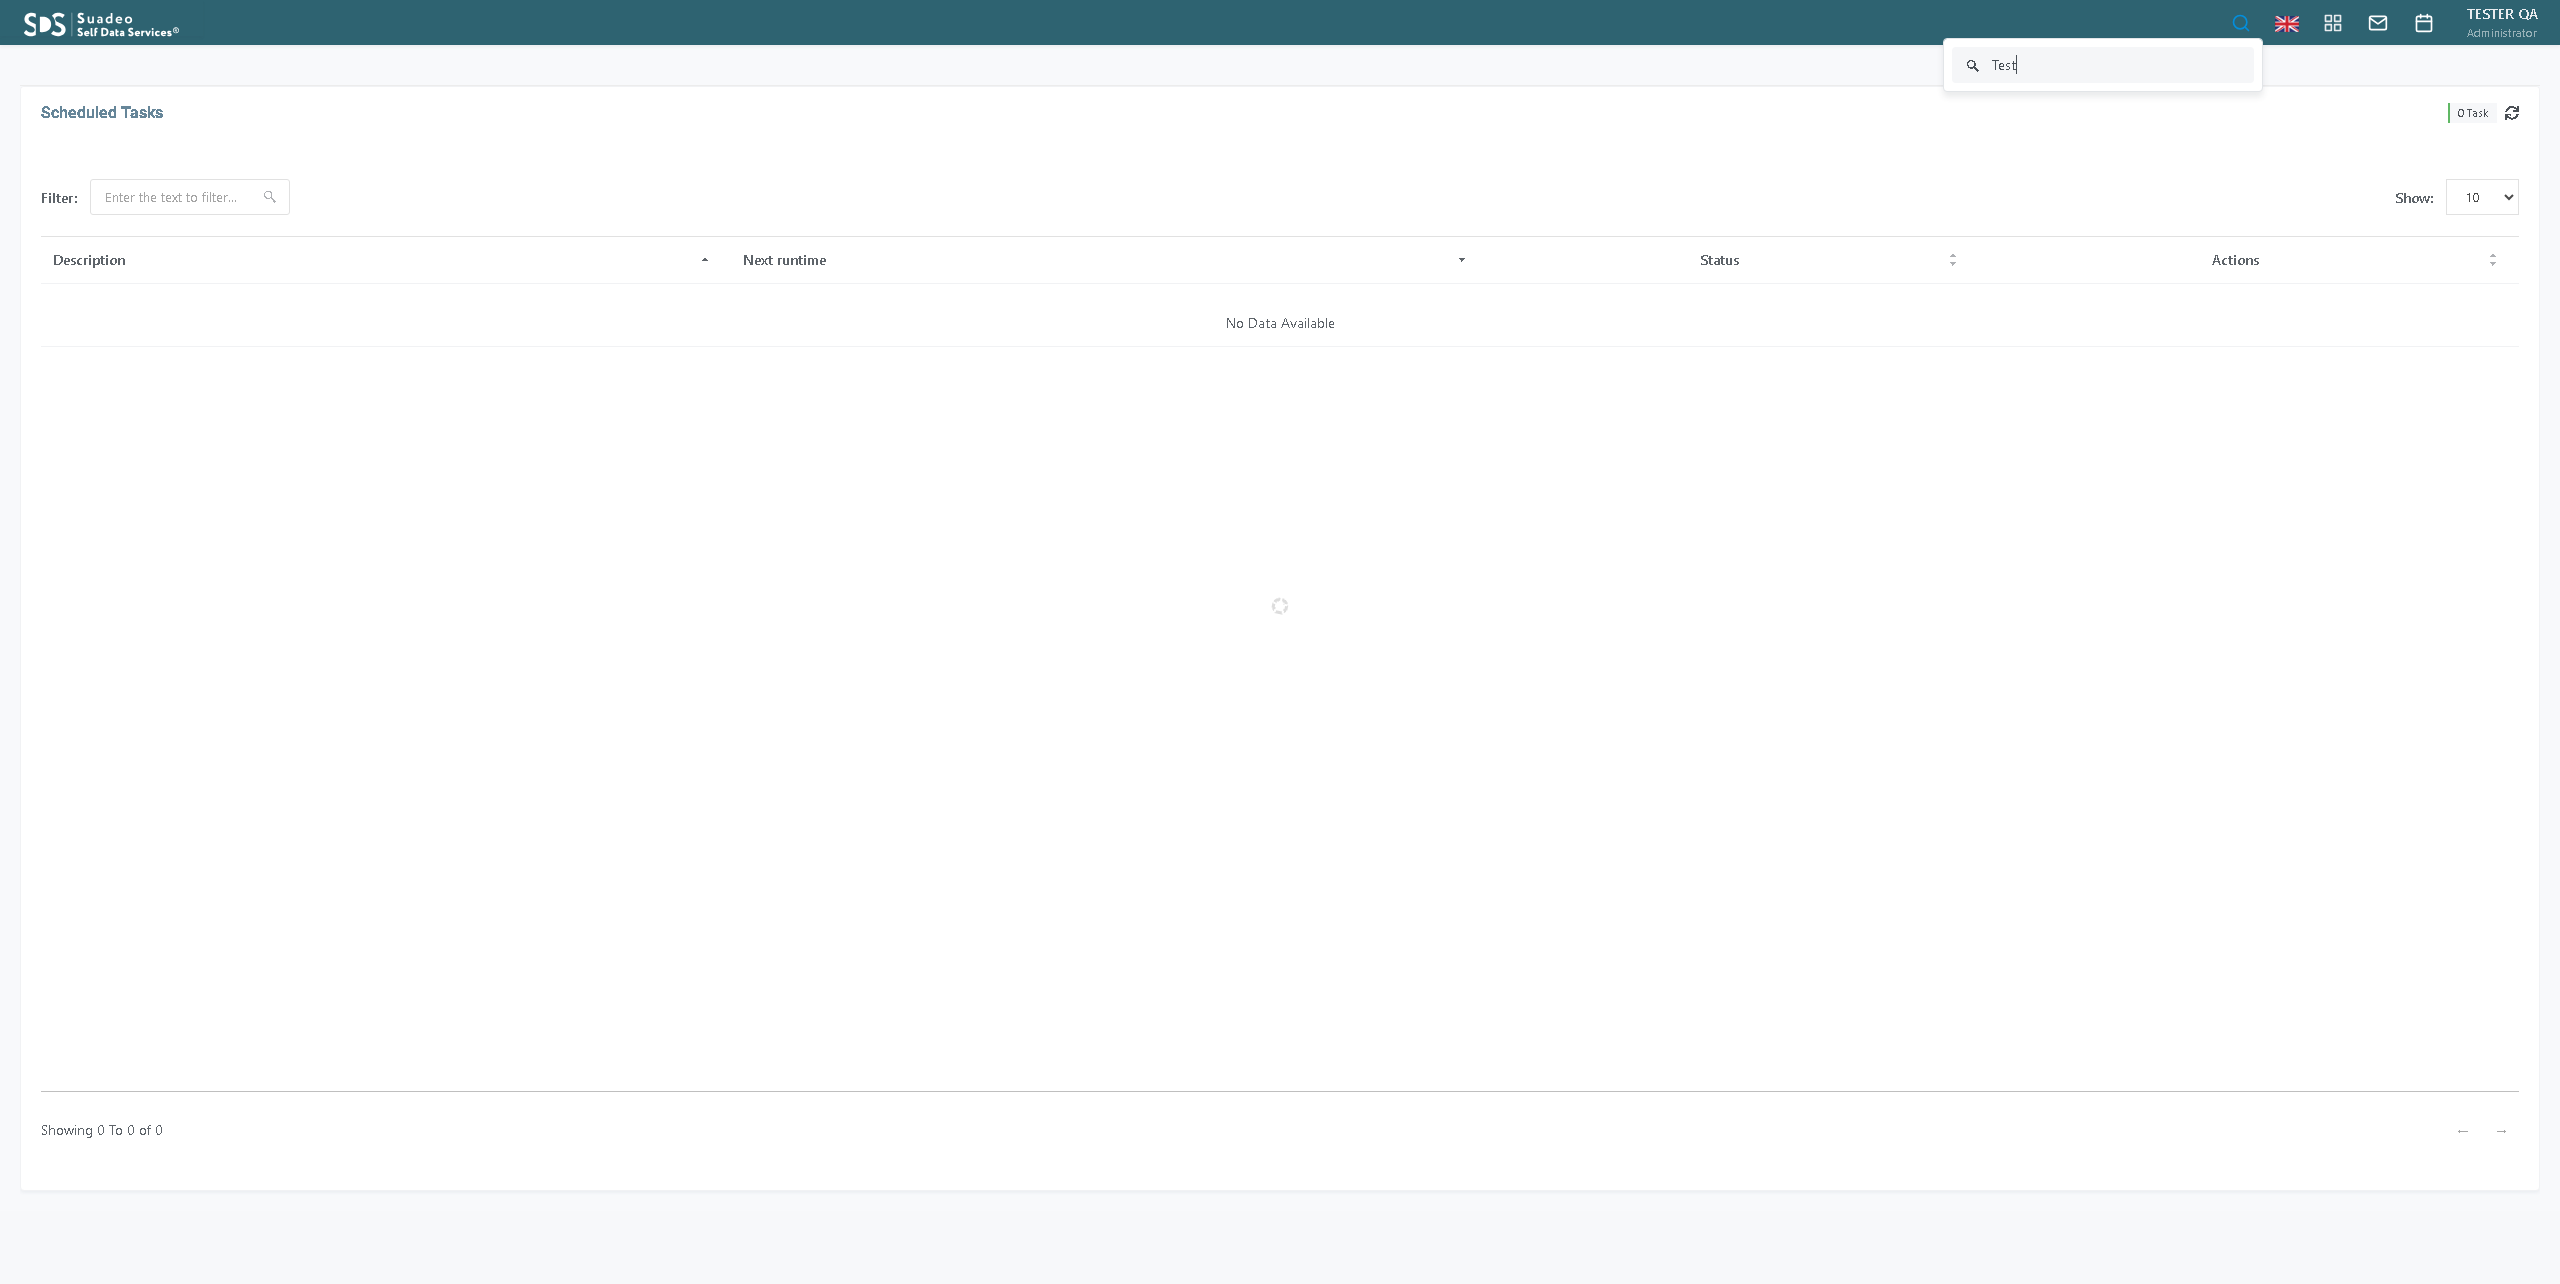 SDS Suadeo
Self Data Services®
TESTER QA
Administrator
Test
Scheduled Tasks
0 Task
Filter:
Enter the text to filter...
Show:
10
Description
Next runtime
Status
Actions
No Data Available
Showing 0 To 0 of 0
← →